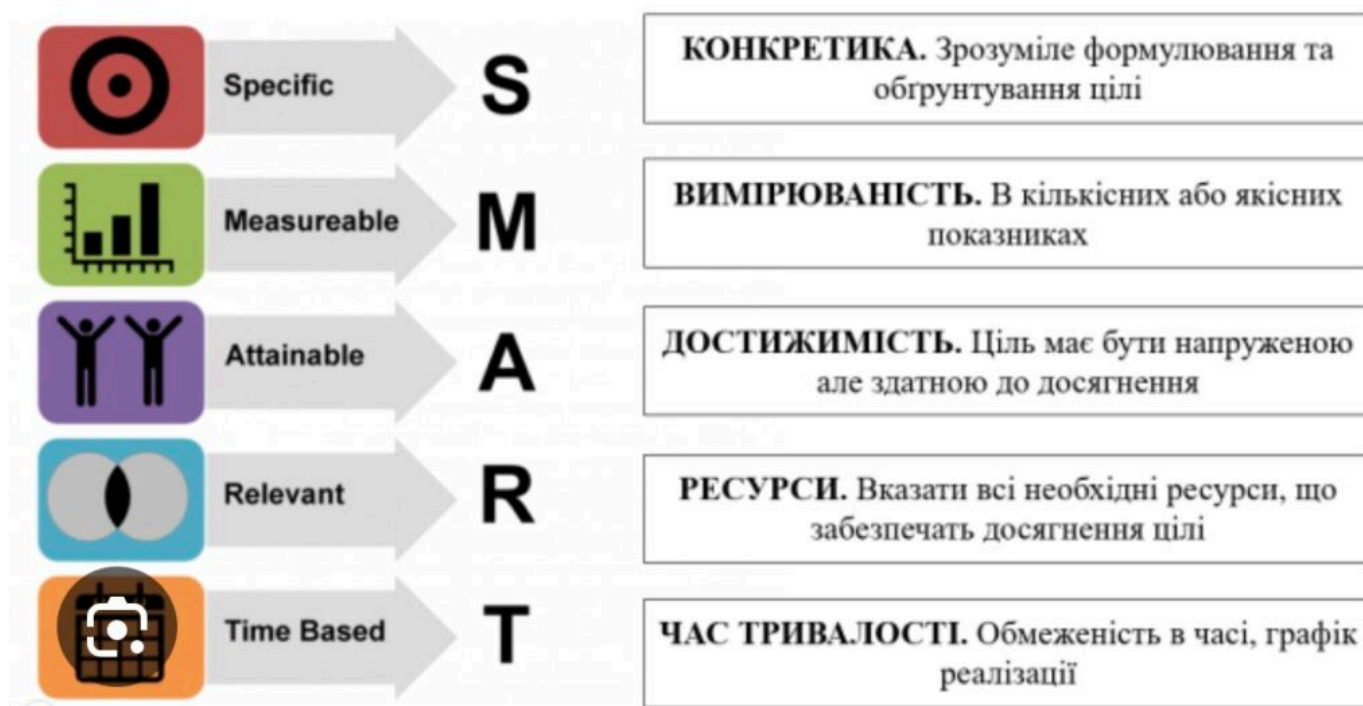 Specific
S
КОНКРЕТИКА. Зрозуміле формулювання та
обґрунтування цілі
Measureable
M
ВИМІРЮВАНІСТЬ. В кількісних або якісних
показниках
Attainable
A
ДОСТИЖИМІСТЬ. Ціль має бути напруженою
але здатною до досягнення
Relevant
R
РЕСУРСИ. Вказати всі необхідні ресурси, що
забезпечать досягнення цілі
Time Based
T
ЧАС ТРИВАЛОСТІ. Обмеженість в часі, графік
реалізації